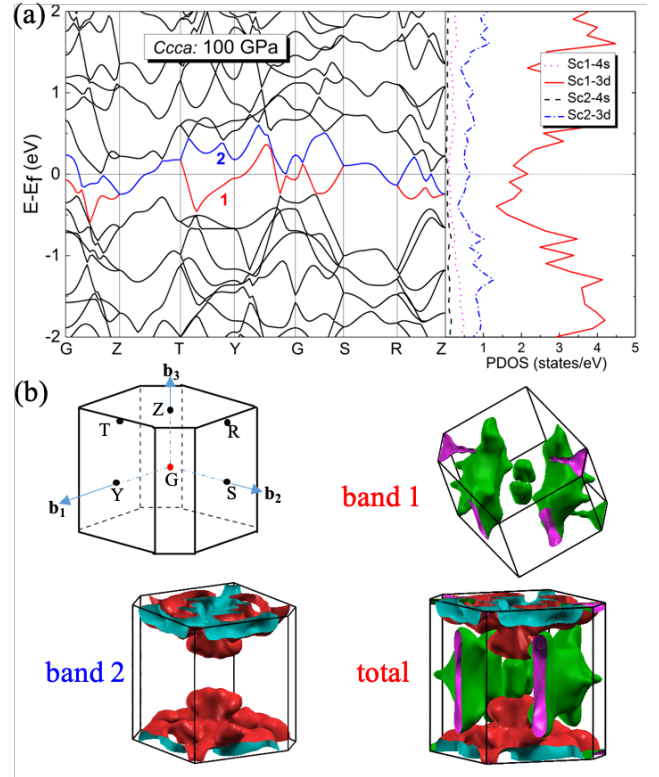 (a)
Ccca: 100 GPa
Sc1-4s
Sc1-3d
Sc2-4s
Sc2-3d
E-Ef (eV)
2
1
0
-1
-2
2
1
G Z T Y G S R Z
1 2 3 4 5
PDOS (states/eV)
(b)
b3
Z
T
R
G
Y
S
b1
b2
band 1
band 2
total